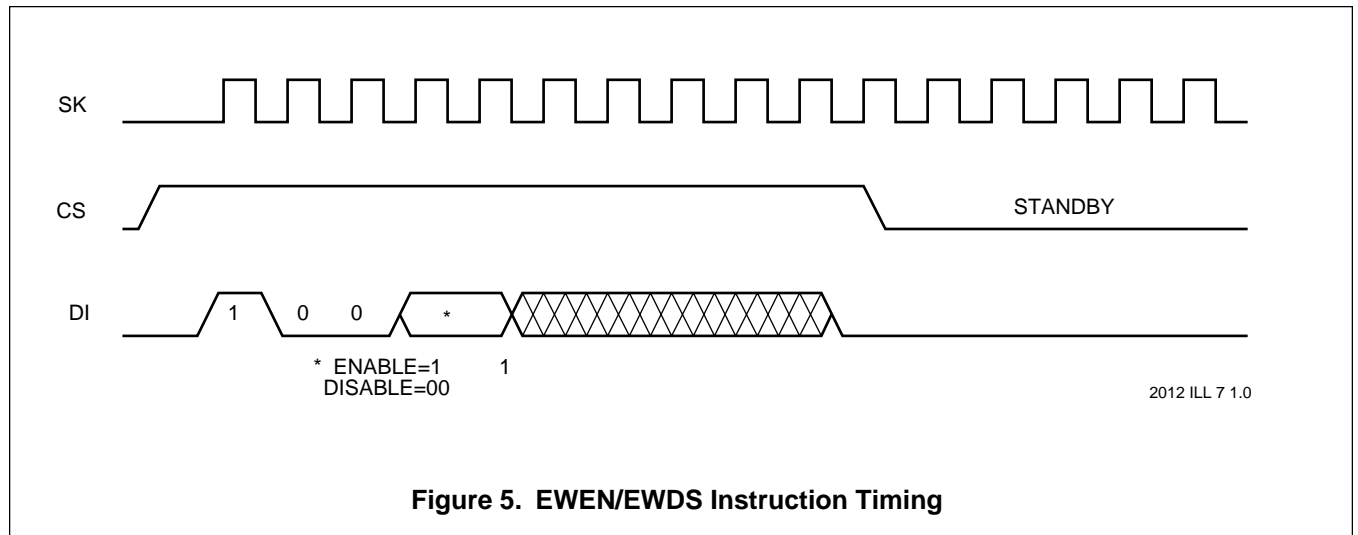 SK
CS
STANDBY
DI
1 0 0 *
* ENABLE=1 1
DISABLE=00
2012 ILL 7 1.0
Figure 5. EWEN/EWDS Instruction Timing